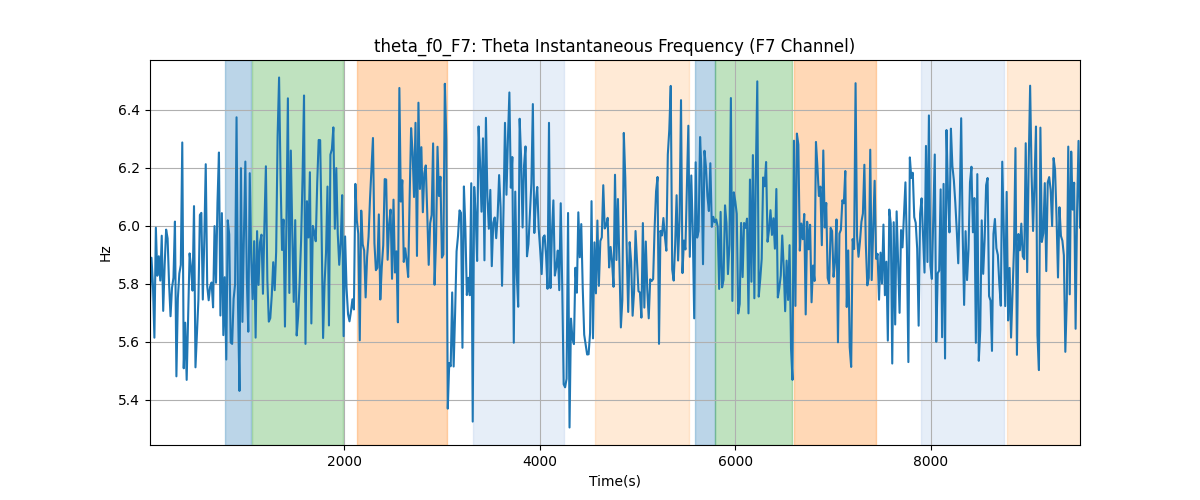 theta_f0_F7: Theta Instantaneous Frequency (F7 Channel)
6.4
6.2
6.0
5.8
5.6
5.4
Hz
2000 4000 6000 8000
Time(s)